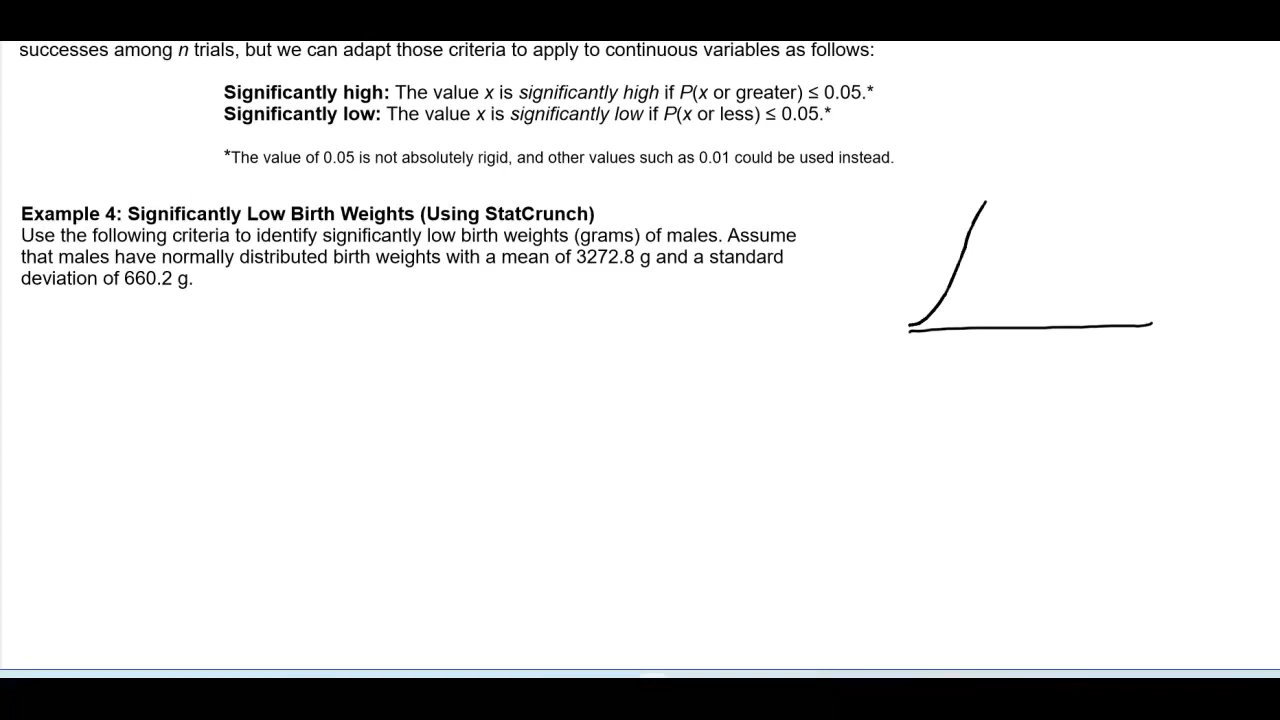 successes among n trials, but we can adapt those criteria to apply to continuous variables as follows:
Significantly high: The value x is significantly high if P(x or greater) ≤ 0.05.*
Significantly low: The value x is significantly low if P(x or less) ≤ 0.05.*
*The value of 0.05 is not absolutely rigid, and other values such as 0.01 could be used instead.
Example 4: Significantly Low Birth Weights (Using StatCrunch)
Use the following criteria to identify significantly low birth weights (grams) of males. Assume
that males have normally distributed birth weights with a mean of 3272.8 g and a standard
deviation of 660.2 g.